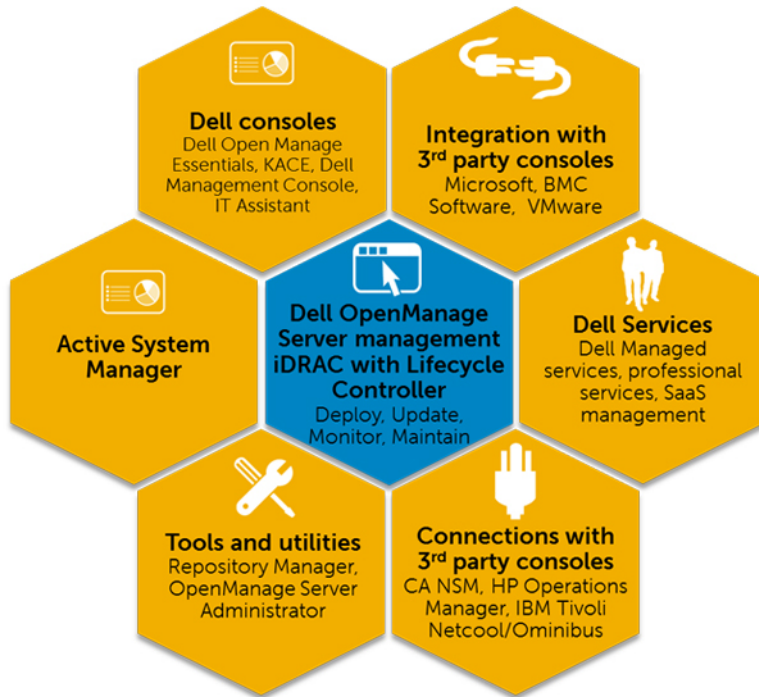 Dell consoles
Dell Open Manage
Essentials, KACE, Dell
Management Console,
IT Assistant
Integration with
3rd party consoles
Microsoft, BMC
Software, VMware
Active System
Manager
Dell OpenManage
Server management
iDRAC with Lifecycle
Controller
Deploy, Update,
Monitor, Maintain
Dell Services
Dell Managed
services, professional
services, SaaS
management
Tools and utilities
Repository Manager,
OpenManage Server
Administrator
Connections with
3rd party consoles
CA NSM, HP Operations
Manager, IBM Tivoli
Netcool/Ominibus